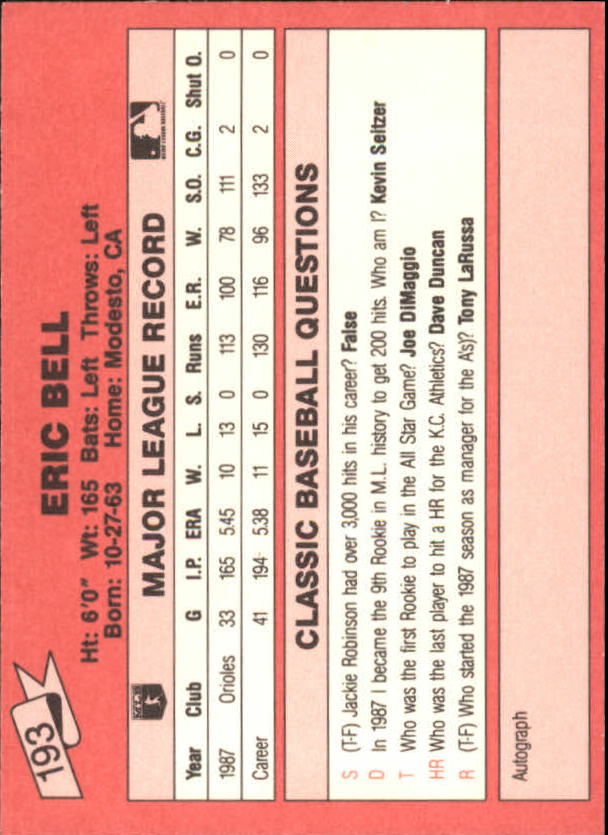 193
ERIC BELL
Ht: 6'0" Wt: 165 Bats: Left Throws: Left
Born: 10-27-63 Home: Modesto, CA
MAJOR LEAGUE RECORD
Year Club G I.P. ERA W. L. S. Runs E.R. W. S.O. C.G. Shut O.
1987 Orioles 33 165 5.45 10 13 0 113 100 78 111 2 0
Career 41 194 5.38 11 15 0 130 116 96 133 2 0
CLASSIC BASEBALL QUESTIONS
S (T-F) Jackie Robinson had over 3,000 hits in his career? False
D In 1987 I became the 9th Rookie in M.L. history to get 200 hits. Who am I? Kevin Seitzer
T Who was the first Rookie to play in the All Star Game? Joe DiMaggio
HR Who was the last player to hit a HR for the K.C. Athletics? Dave Duncan
R (T-F) Who started the 1987 season as manager for the A's)? Tony LaRussa
Autograph